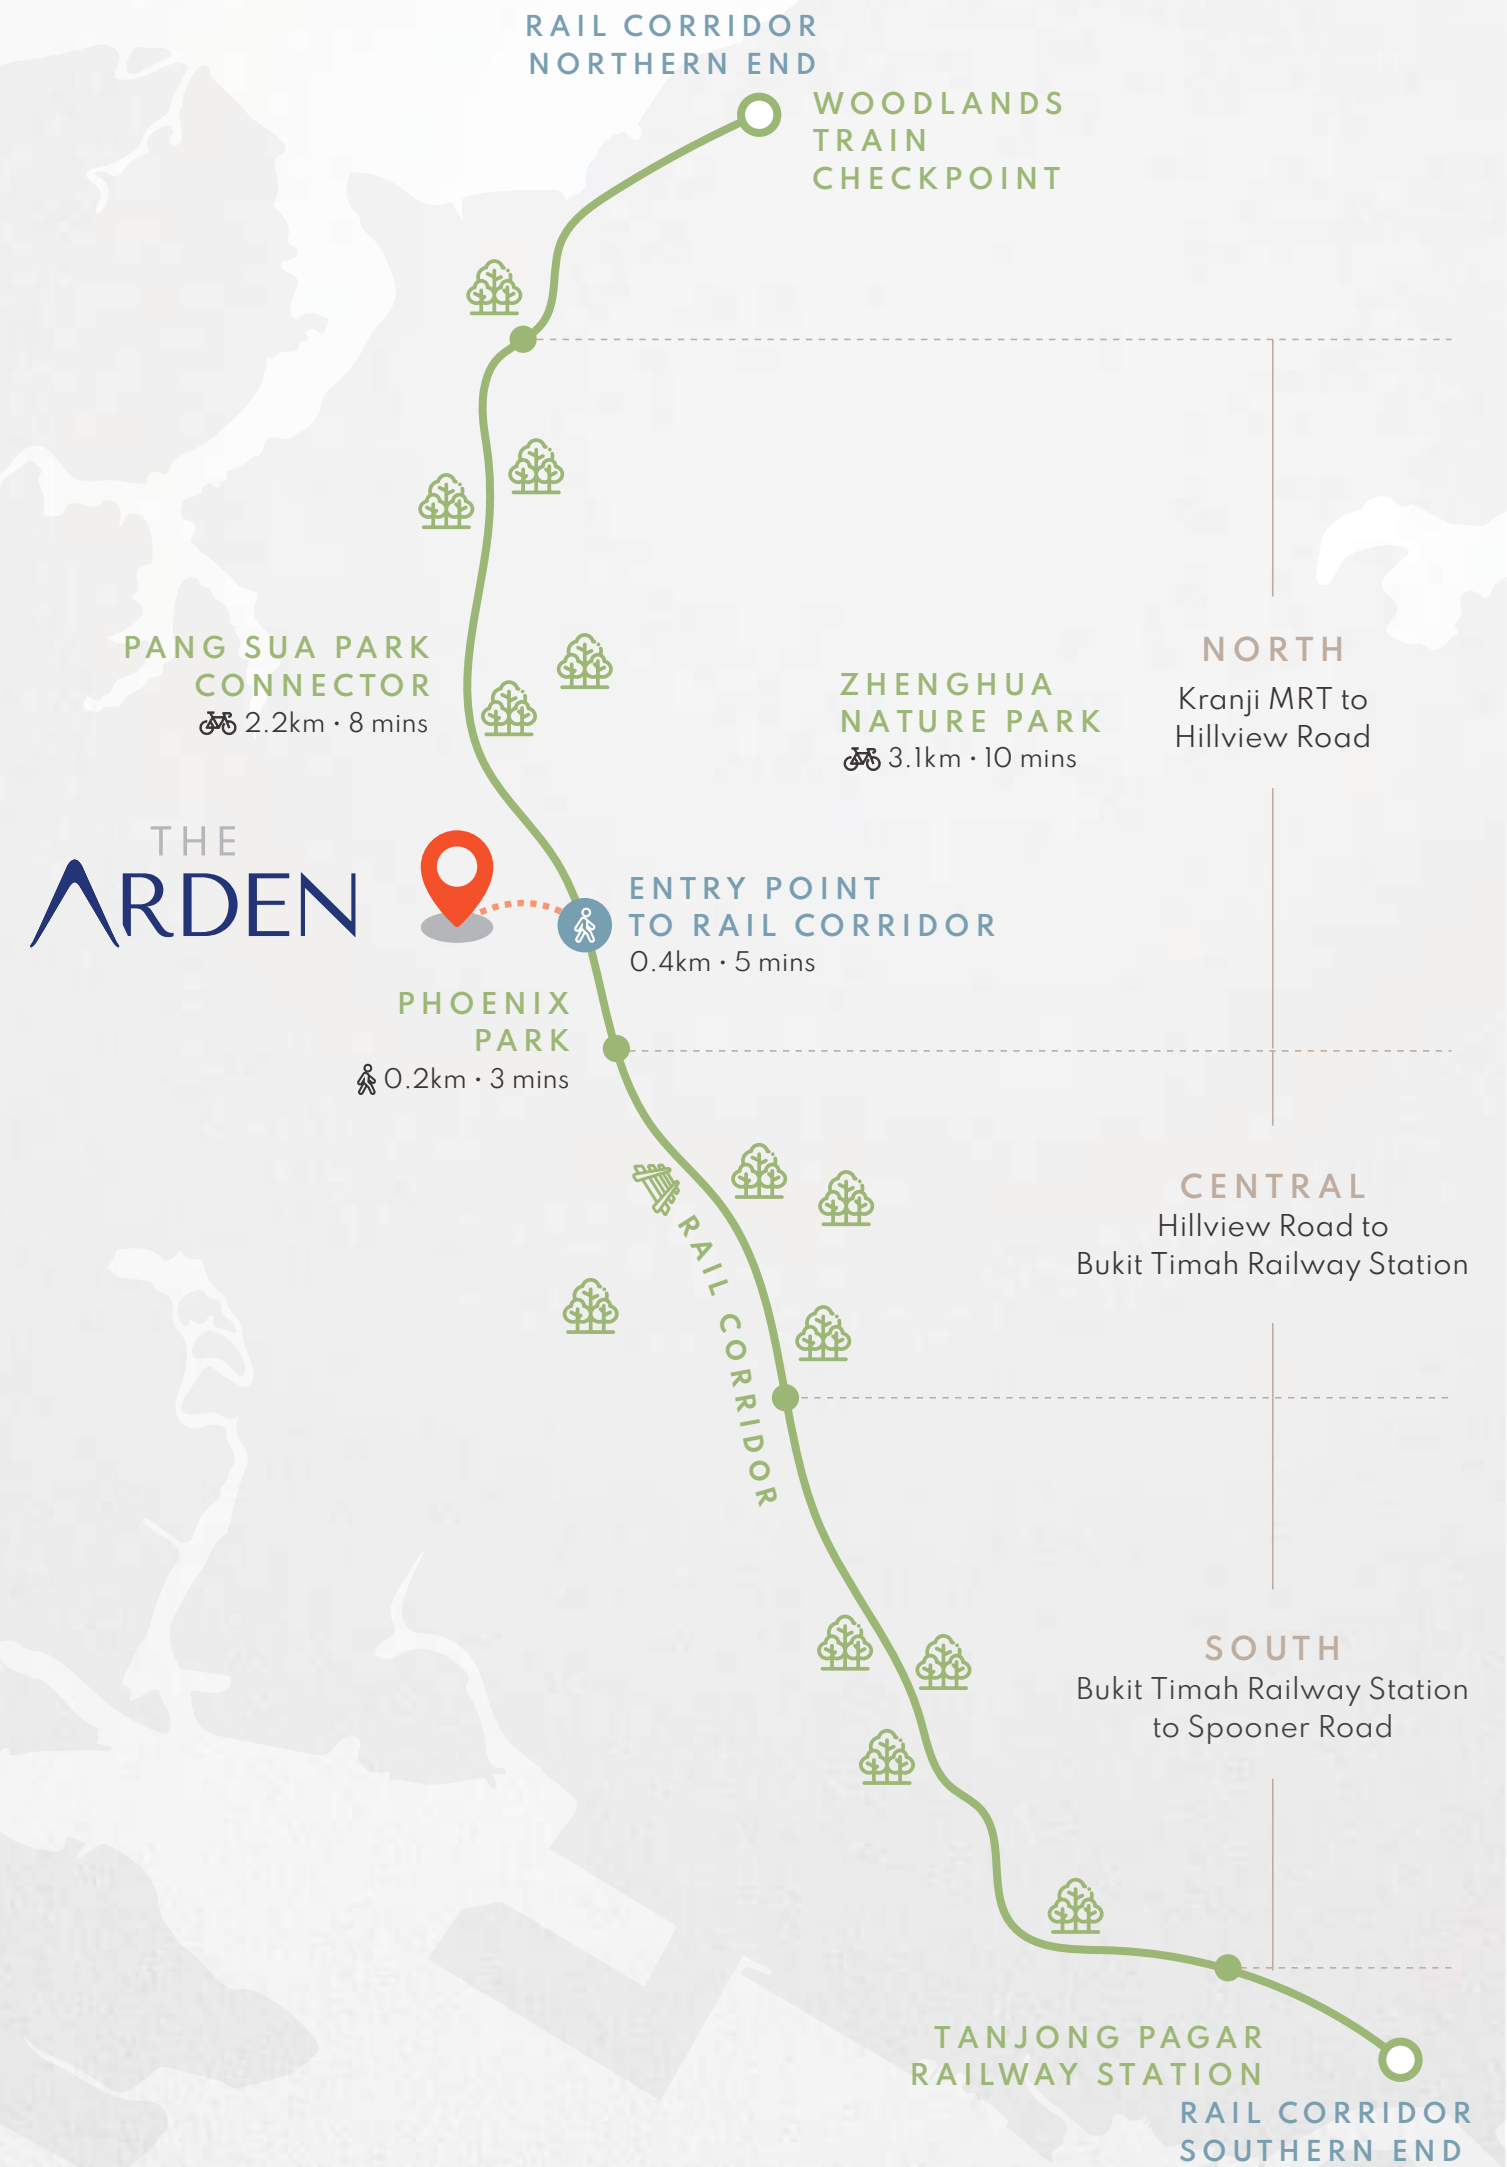 RAIL CORRIDOR
NORTHERN END
WOODLANDS
TRAIN
CHECKPOINT
PANG SUA PARK
CONNECTOR
2.2km • 8 mins
ZHENGHUA
NATURE PARK
3.1km • 10 mins
NORTH
Kranji MRT to
Hillview Road
THE
ARDEN
ENTRY POINT
TO RAIL CORRIDOR
0.4km • 5 mins
PHOENIX
PARK
0.2km • 3 mins
RAIL CORRIDOR
CENTRAL
Hillview Road to
Bukit Timah Railway Station
SOUTH
Bukit Timah Railway Station
to Spooner Road
TANJONG PAGAR
RAILWAY STATION
RAIL CORRIDOR
SOUTHERN END